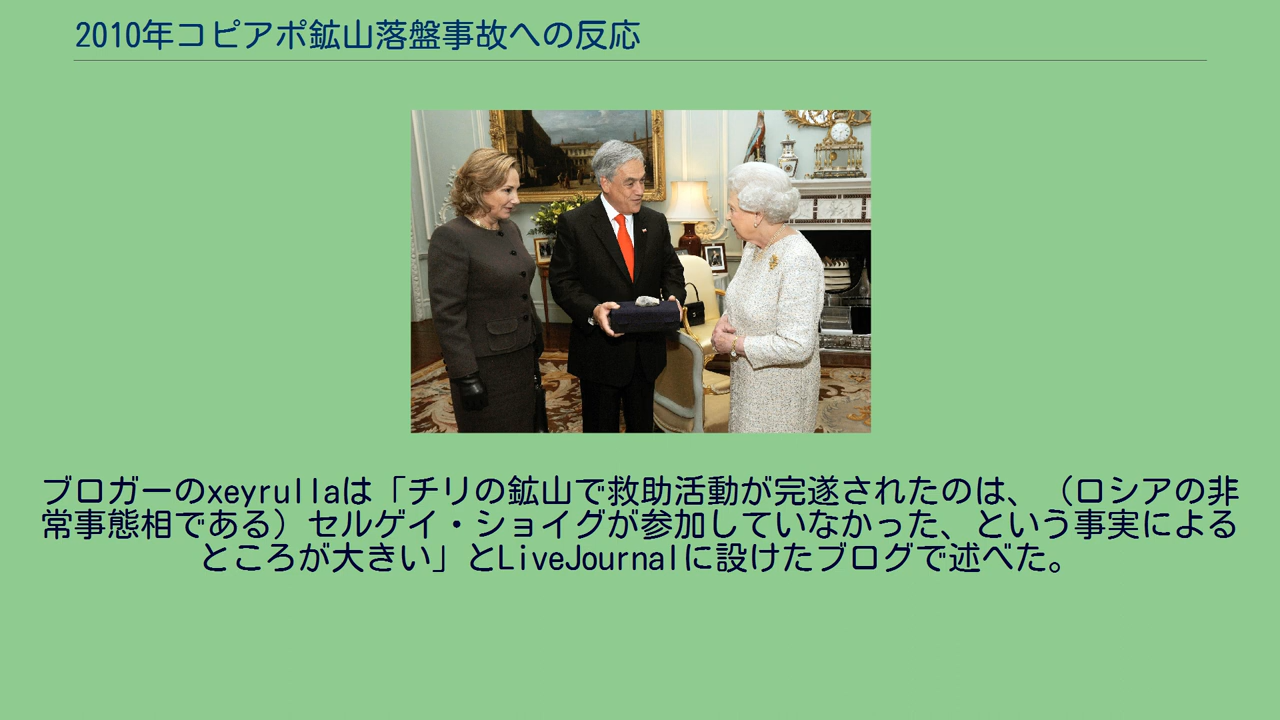 2010年コピアポ鉱山落盤事故への反応
ブロガーのxeyrullaは「チリの鉱山で救助活動が完遂されたのは、（ロシアの非
常事態相である）セルゲイ・ショイグが参加していなかった、という事実による
ところが大きい」とLiveJournalに設けたブログで述べた。